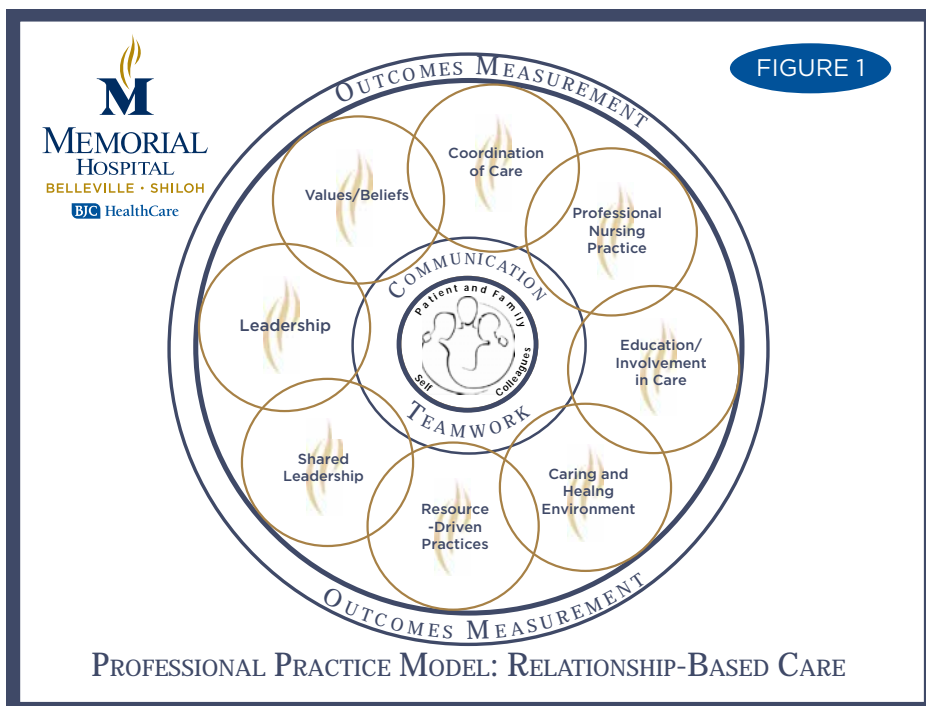 FIGURE 1
M
MEMORIAL
HOSPITAL
BELLEVILLE · SHILOH
BJC HealthCare
OUTCOMES MEASUREMENT
Coordination
of Care
Values/Beliefs
Professional
Nursing
Practice
COMMUNICATION
Patient and Family
Leadership
Education/
Involvement
in Care
Self
Colleagues
TEAMWORK
Shared
Leadership
Caring and
Healng
Environment
Resource
-Driven
Practices
OUTCOMES MEASUREMENT
PROFESSIONAL PRACTICE MODEL: RELATIONSHIP-BASED CARE